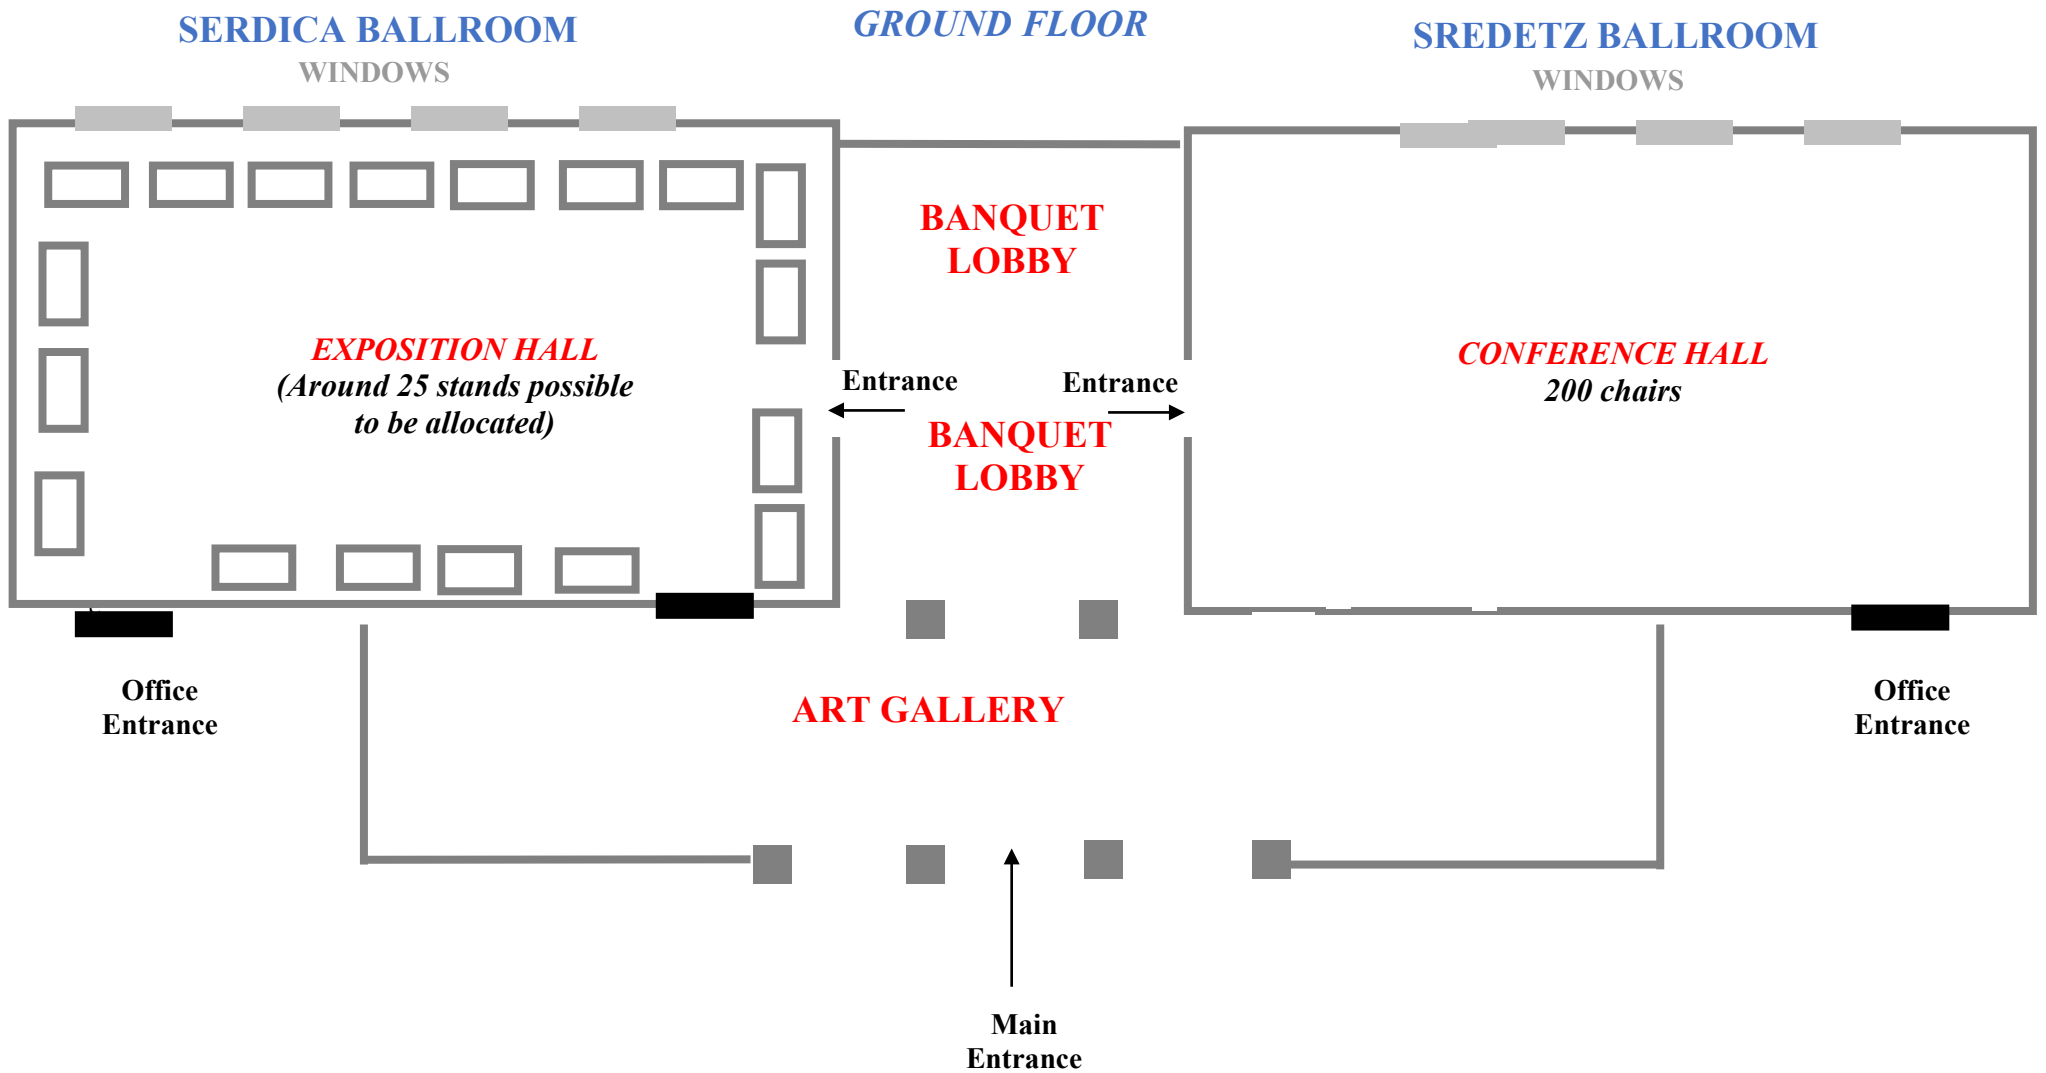 SERDICA BALLROOM
WINDOWS
GROUND FLOOR
SREDETZ BALLROOM
WINDOWS
BANQUET
LOBBY
EXPOSITION HALL
(Around 25 stands possible
to be allocated)
Entrance
Entrance
CONFERENCE HALL
200 chairs
BANQUET
LOBBY
Office
Entrance
ART GALLERY
Office
Entrance
Main
Entrance